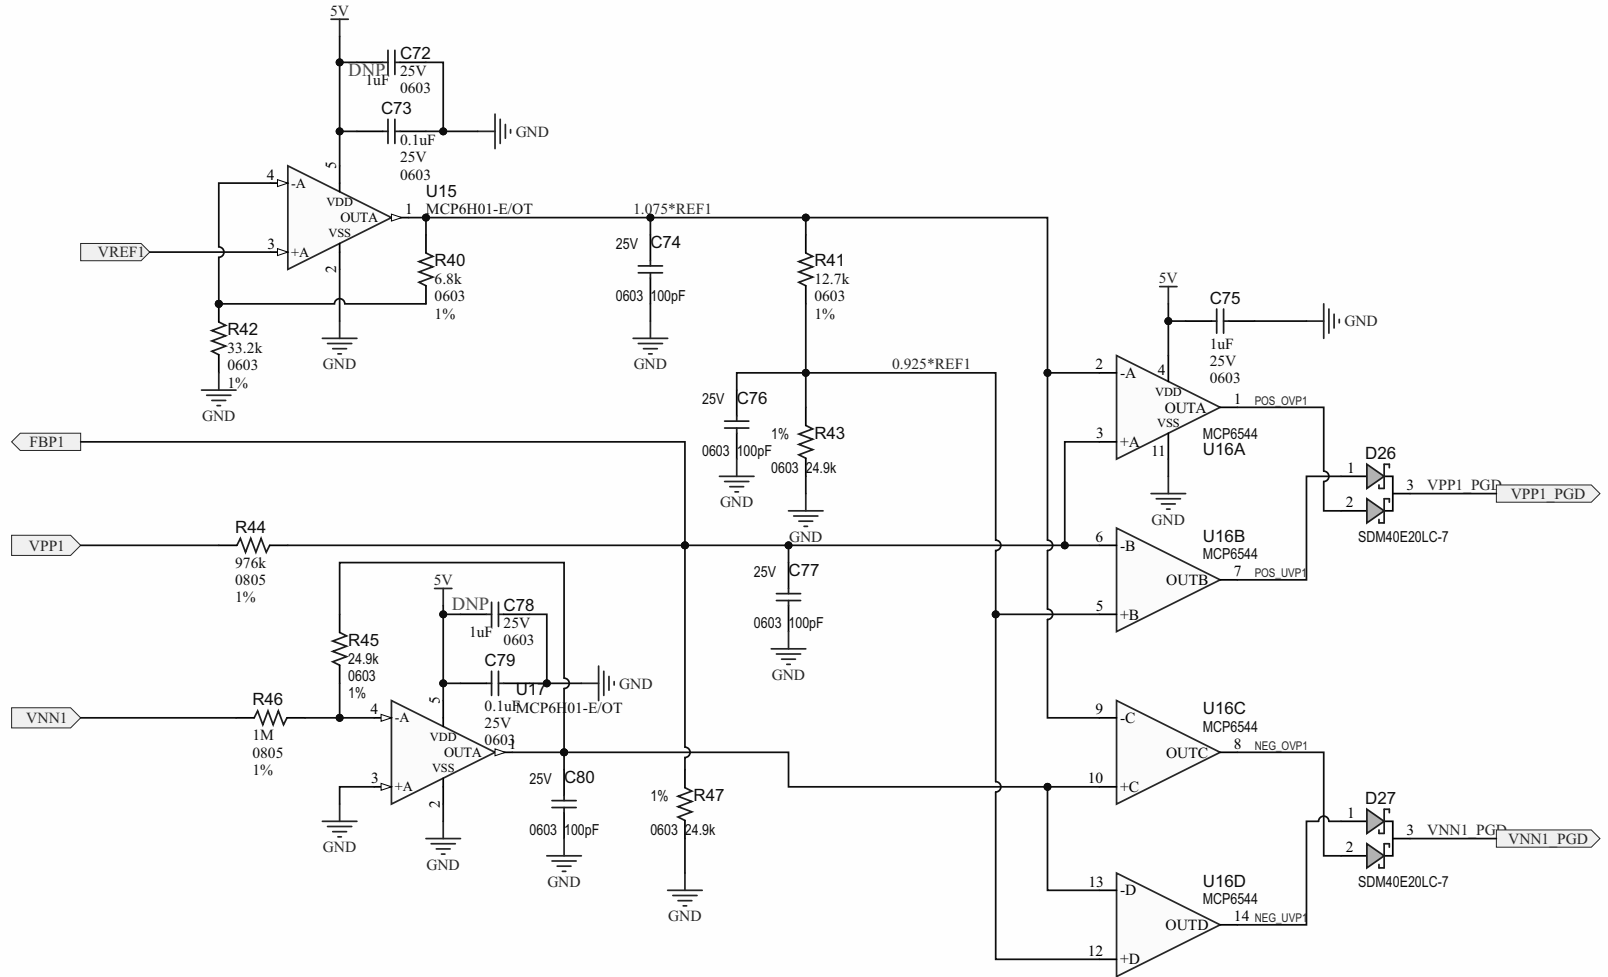 5V
C72
DNP
1uF
25V
0603
C73
0.1uF
25V
0603
GND
5
4
-A
VDD
OUTA
VSS
3
+A
2
1
U15
MCP6H01-E/OT
VREF1
R40
6.8k
0603
1%
R42
33.2k
0603
1%
GND
GND
1.075*REF1
25V
C74
0603
100pF
GND
R41
12.7k
0603
1%
0.925*REF1
25V
C76
0603
100pF
GND
1%
R43
0603
24.9k
GND
5V
C75
1uF
25V
0603
GND
2
-A
4
VDD
OUTA
VSS
3
+A
11
1
POS_OVP1
MCP6544
U16A
GND
FBP1
VPP1
R44
976k
0805
1%
25V
C77
0603
100pF
GND
6
-B
OUTB
5
+B
U16B
MCP6544
7
POS_UVP1
D26
1
2
3
VPP1_PGD
VPP1_PGD
SDM40E20LC-7
5V
DNP
C78
1uF
25V
0603
C79
0.1uF
25V
0603
GND
U17
MCP6H01-E/OT
R45
24.9k
0603
1%
VNN1
R46
1M
0805
1%
5
4
-A
VDD
OUTA
VSS
3
+A
2
1
GND
GND
25V
C80
0603
100pF
GND
1%
R47
0603
24.9k
GND
9
-C
OUTC
10
+C
U16C
MCP6544
8
NEG_OVP1
13
-D
OUTD
12
+D
U16D
MCP6544
14
NEG_UVP1
D27
1
2
3
VNN1_PGD
VNN1_PGD
SDM40E20LC-7